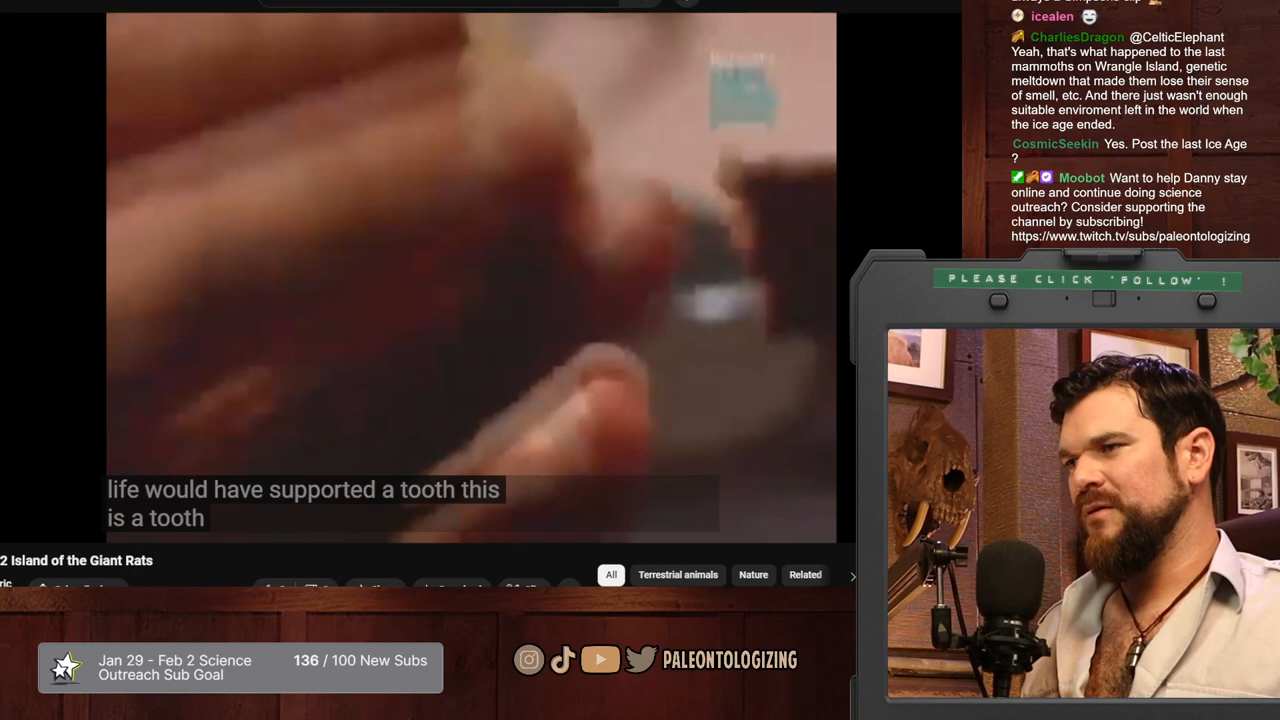 icealen
CharliesDragon @CelticElephant
Yeah, that's what happened to the last
mammoths on Wrangle Island, genetic
meltdown that made them lose their sense
of smell, etc. And there just wasn't enough
suitable enviroment left in the world when
the ice age ended.
CosmicSeekin Yes. Post the last Ice Age
?
Moobot Want to help Danny stay
online and continue doing science
outreach? Consider supporting the
channel by subscribing!
https://www.twitch.tv/subs/paleontologizing
PLEASE CLICK 'FOLLOW' !
life would have supported a tooth this
is a tooth
2 Island of the Giant Rats
All Terrestrial animals Nature Related
Jan 29 - Feb 2 Science 136 / 100 New Subs
Outreach Sub Goal
PALEONTOLOGIZING